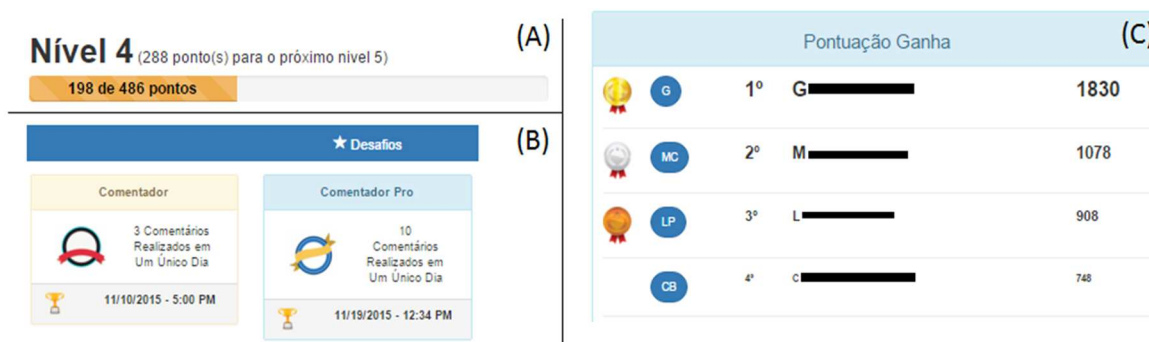 Nível 4 (288 ponto(s) para o próximo nivel 5)
198 de 486 pontos
(A)
★ Desafios
(B)
Comentador
3 Comentários
Realizados em
Um Único Dia
11/10/2015 - 5:00 PM
Comentador Pro
10
Comentários
Realizados em
Um Único Dia
11/19/2015 - 12:34 PM
Pontuação Ganha
(C)
G 1º G 1830
MC 2º M 1078
LP 3º L 908
CB 4º C 748